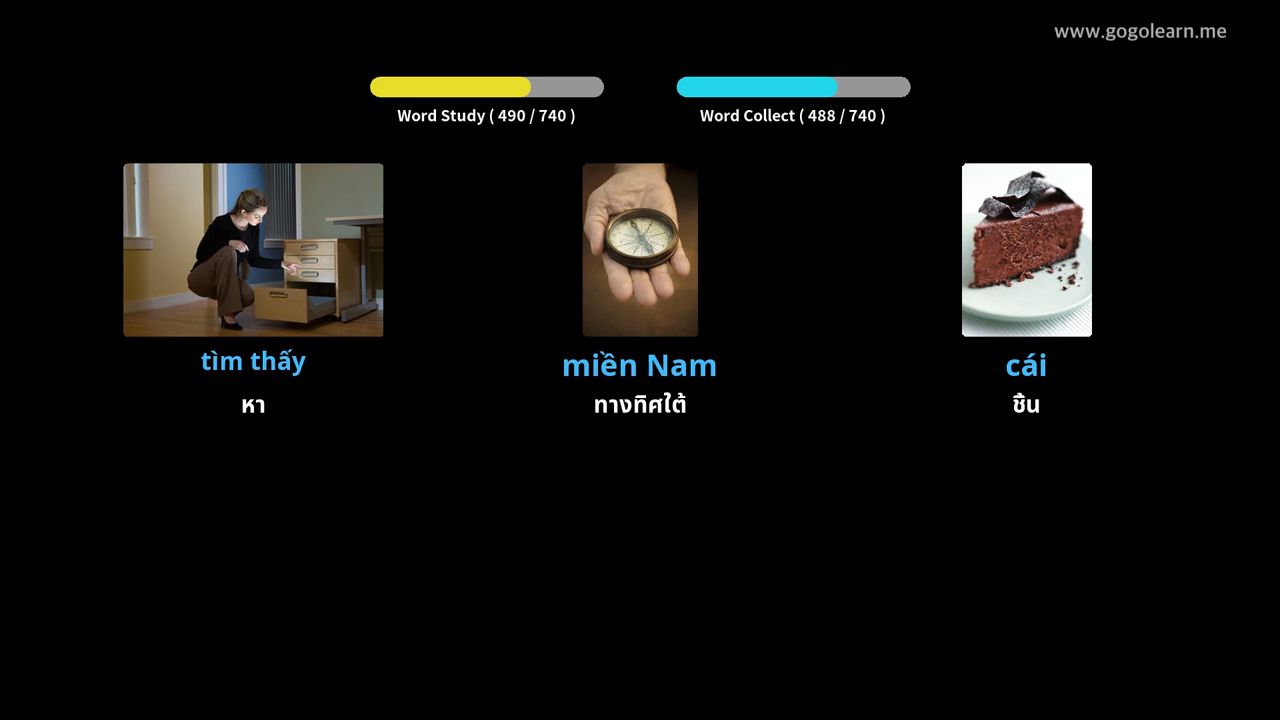 www.gogolearn.me
Word Study ( 490 / 740 )
Word Collect ( 488 / 740 )
tìm thấy
miền Nam
cái
หา
ทางทิศใต้
ชิ้น